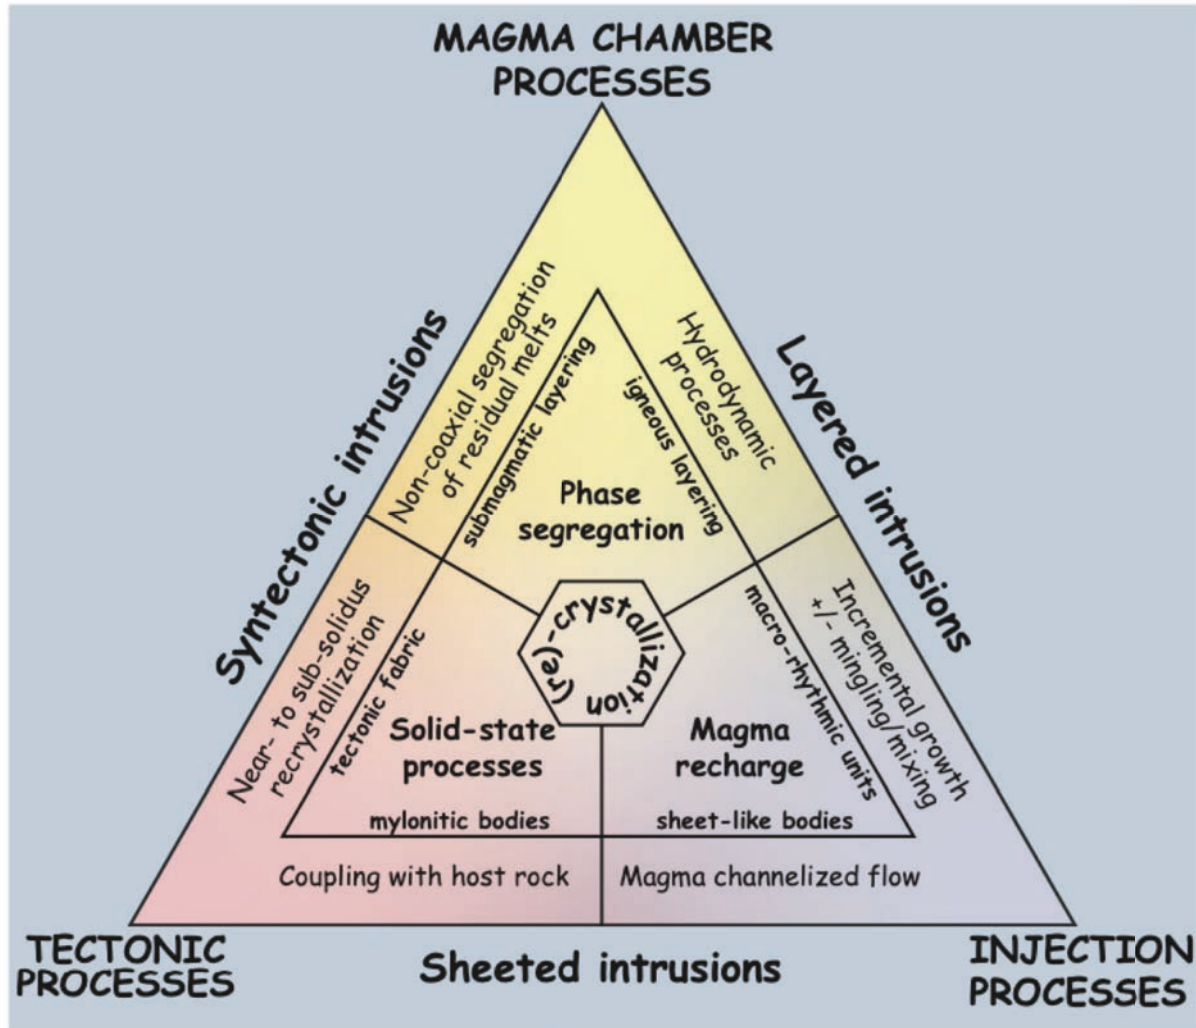 MAGMA CHAMBER
PROCESSES
Syntectonic intrusions
Layered intrusions
Non-coaxial segregation
of residual melts
submagmatic layering
Hydrodynamic
processes
igneous layering
Phase
segregation
(re)-crystallization
Near- to sub-solidus
recrystallization
tectonic fabric
Solid-state
processes
mylonitic bodies
Incremental growth
+/- mingling/mixing
macro-rhythmic units
Magma
recharge
sheet-like bodies
Coupling with host rock
Magma channelized flow
TECTONIC
PROCESSES
Sheeted intrusions
INJECTION
PROCESSES